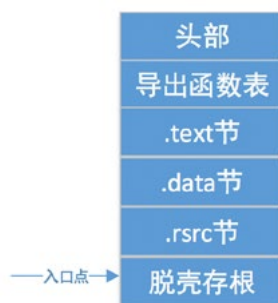 头部
导出函数表
.text节
.data节
.rsrc节
入口点
脱壳存根